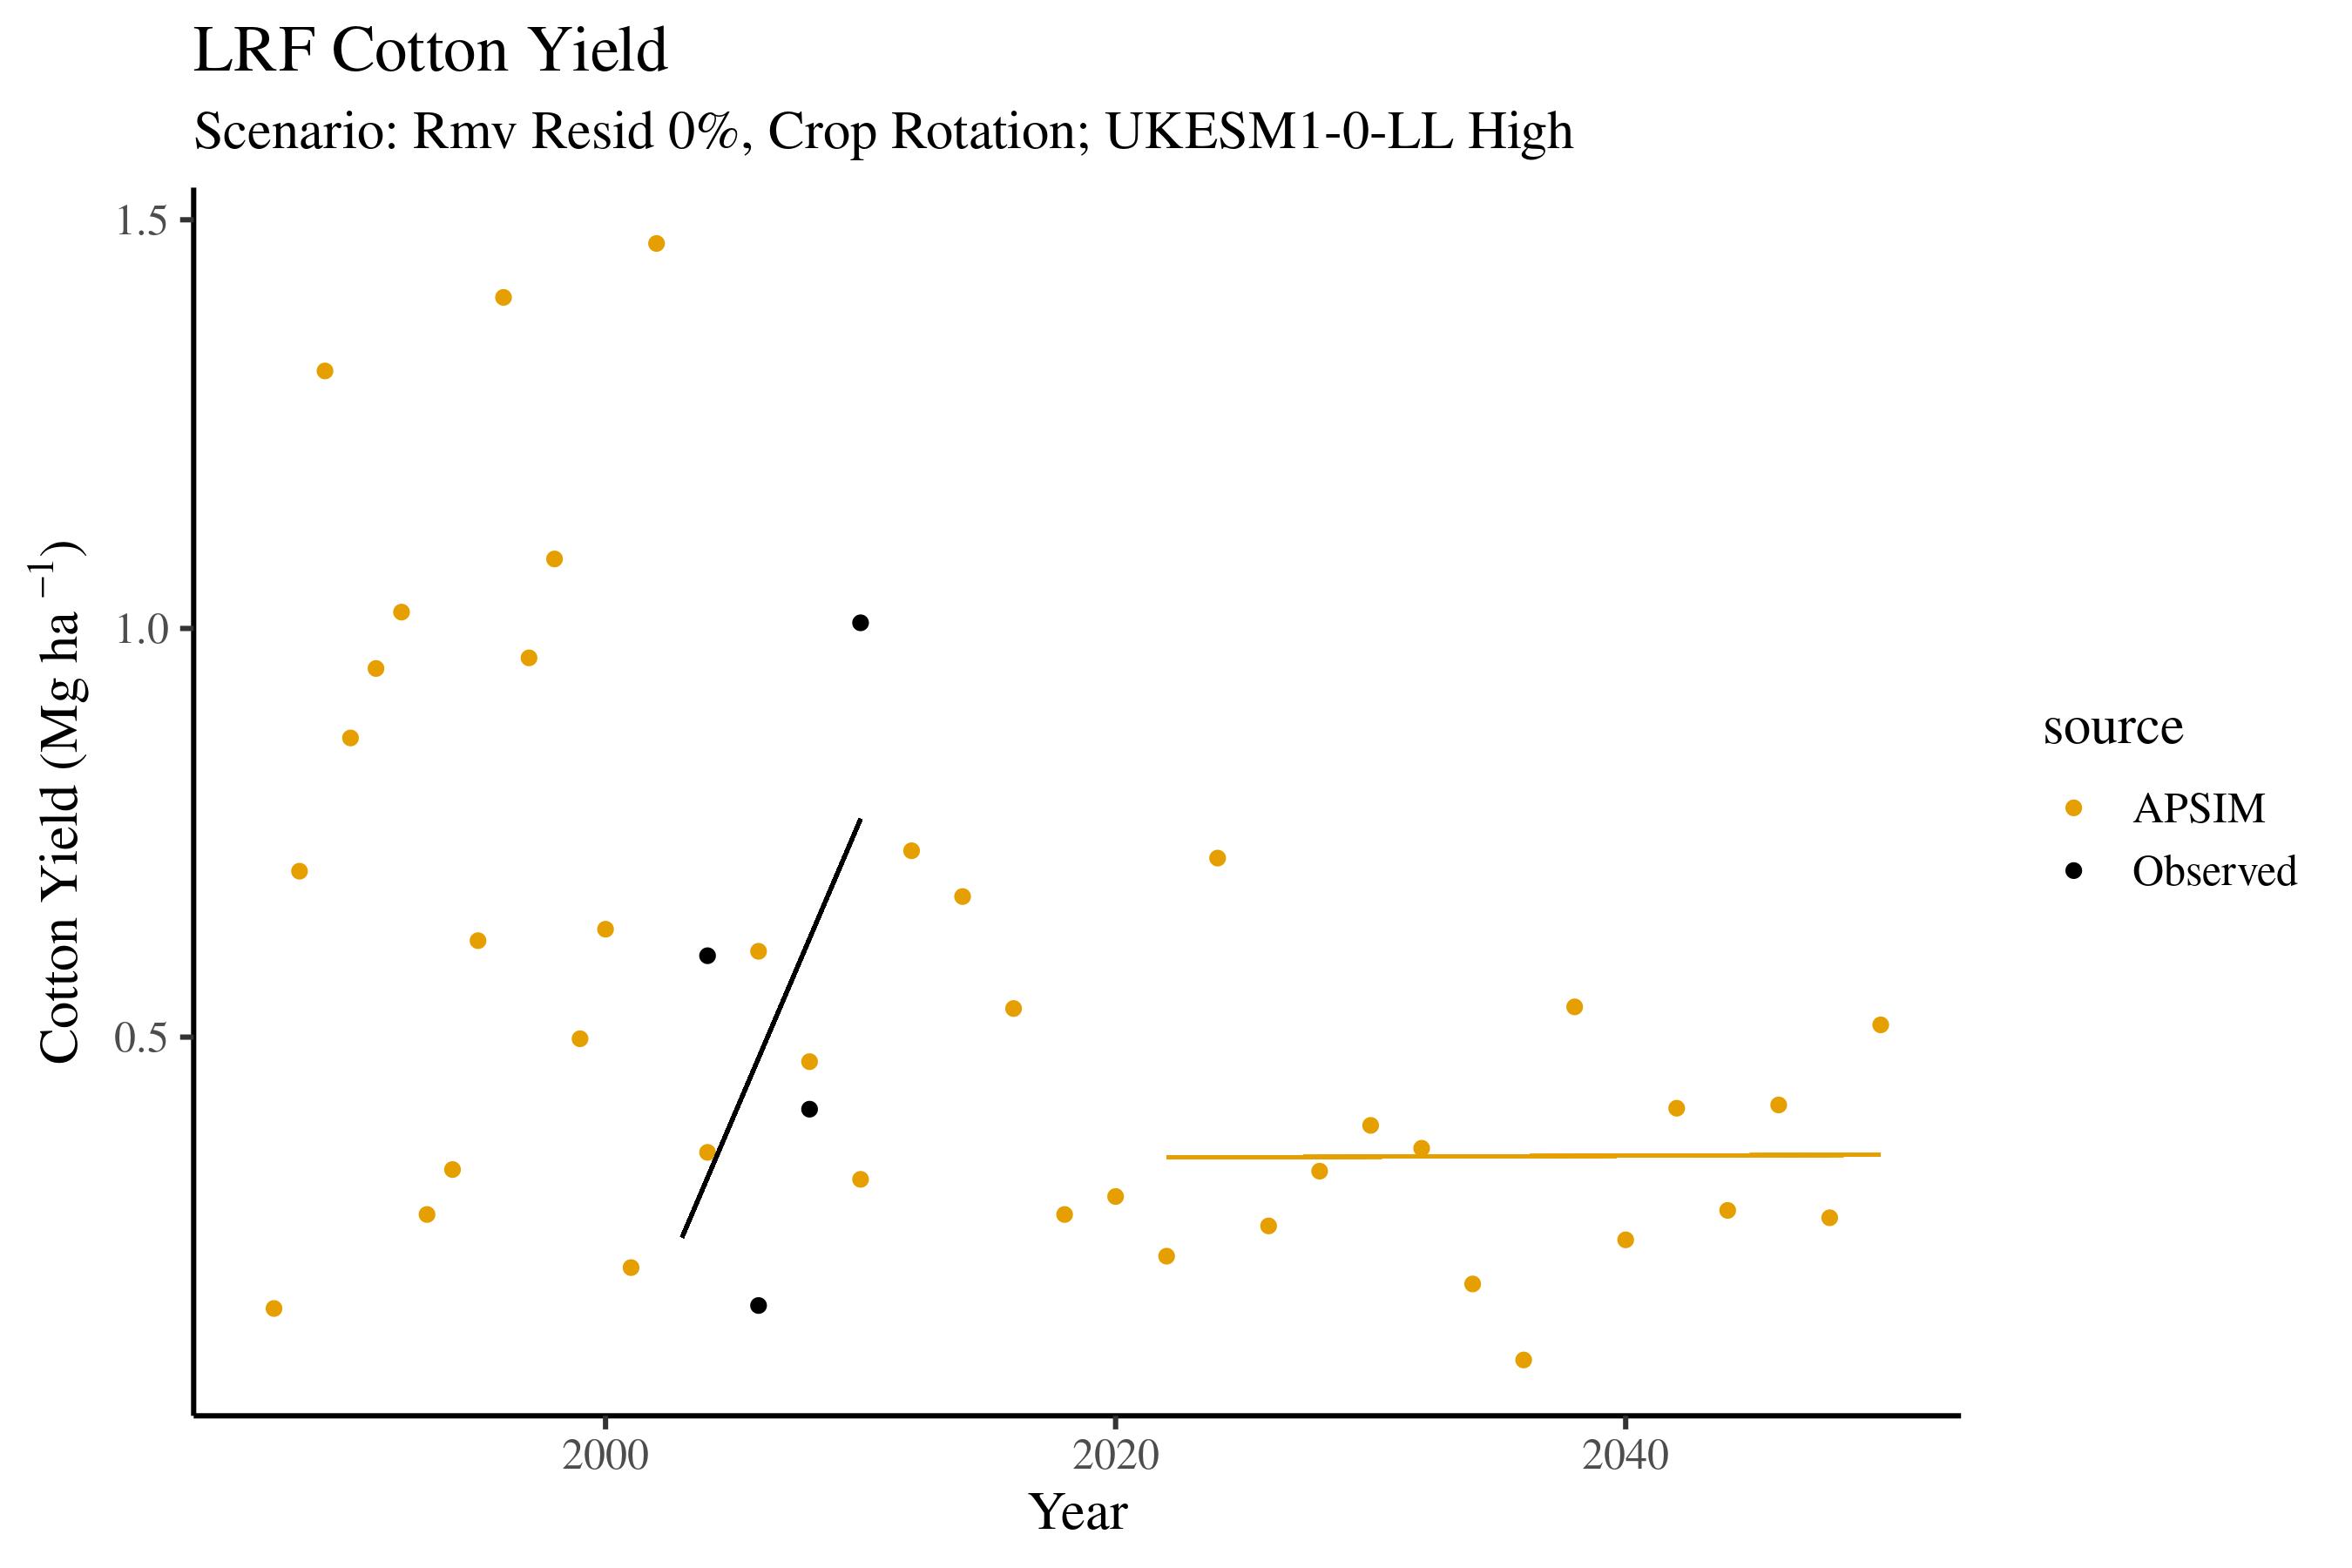 LRF Cotton Yield
Scenario: Rmv Resid 0%, Crop Rotation; UKESM1-0-LL High
Cotton Yield (Mg ha −1)
1.5
1.0
0.5
2000
2020
2040
Year
source
APSIM
Observed